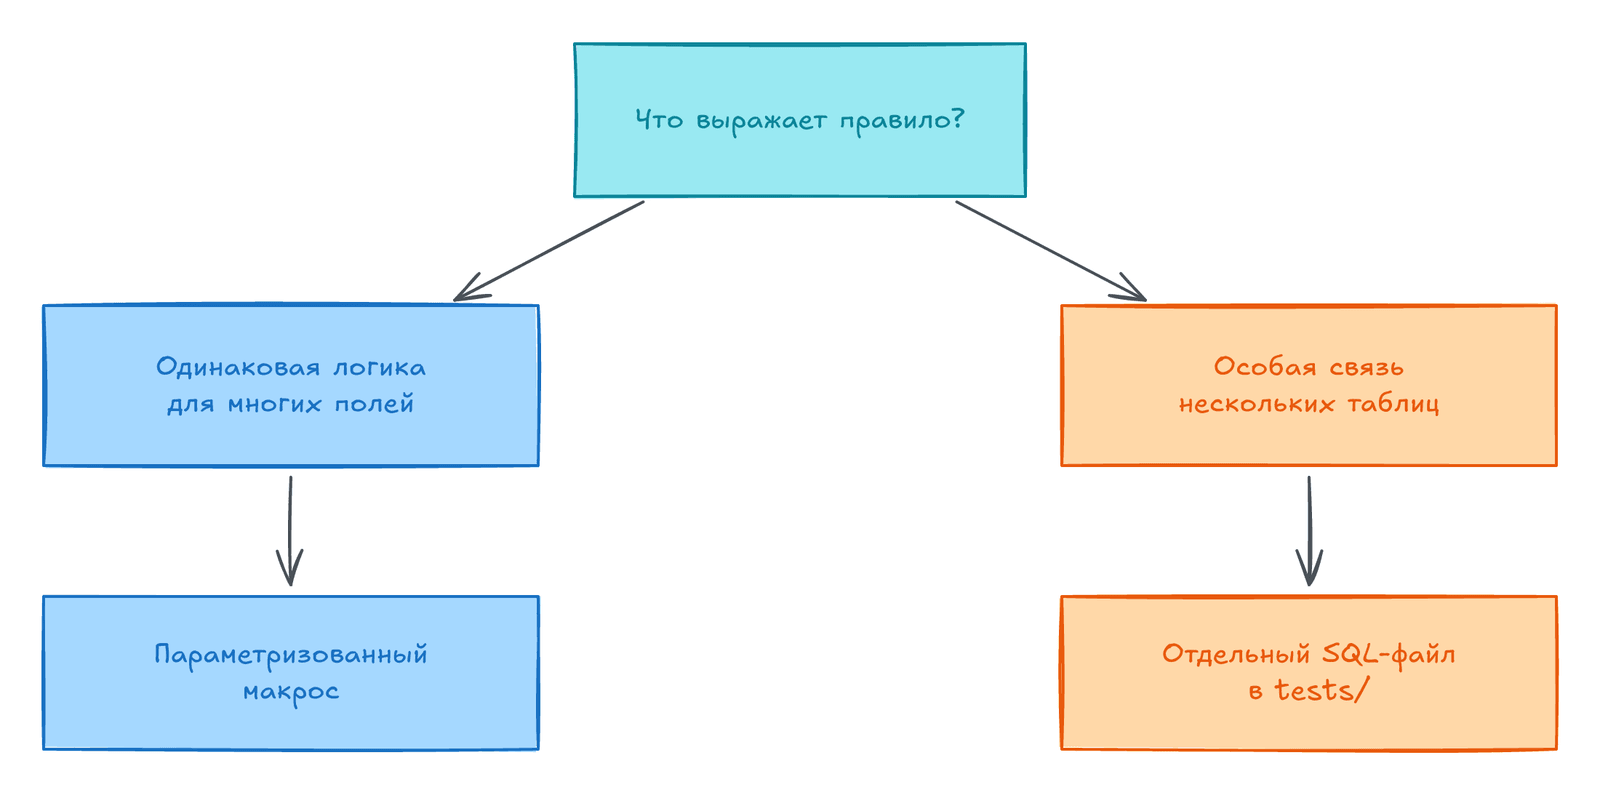 Что выражает правило?
Одинаковая логика
для многих полей
Особая связь
нескольких таблиц
Параметризованный
макрос
Отдельный SQL-файл
в tests/